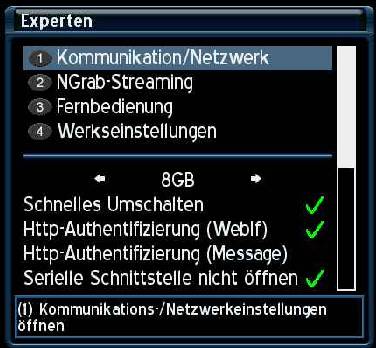 Experten
1 Kommunikation/Netzwerk
2 NGrab-Streaming
3 Fernbedienung
4 Werkseinstellungen
8GB
Schnelles Umschalten
Http-Authentifizierung (WebIf)
Http-Authentifizierung (Message)
Serielle Schnittstelle nicht öffnen
(1) Kommunikations-/Netzwerkeinstellungen
öffnen